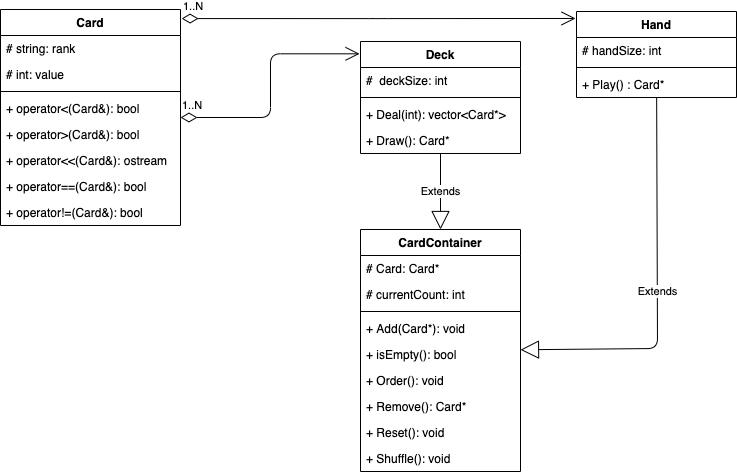 Card
# string: rank
# int: value
+ operator<(Card&): bool
+ operator>(Card&): bool
+ operator<<(Card&): ostream
+ operator==(Card&): bool
+ operator!=(Card&): bool
1..N
1..N
Deck
# deckSize: int
+ Deal(int): vector<Card*>
+ Draw(): Card*
Hand
# handSize: int
+ Play() : Card*
Extends
Extends
CardContainer
# Card: Card*
# currentCount: int
+ Add(Card*): void
+ isEmpty(): bool
+ Order(): void
+ Remove(): Card*
+ Reset(): void
+ Shuffle(): void